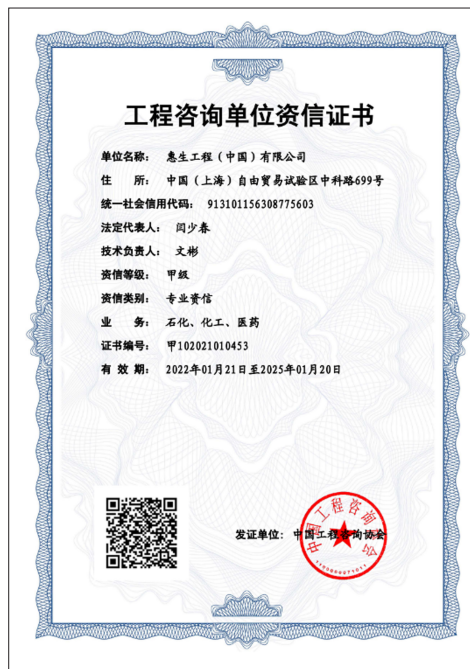 工程咨询单位资信证书
单位名称： 惠生工程（中国）有限公司
住 所： 中国（上海）自由贸易试验区中科路699号
统一社会信用代码： 913101156308775603
法定代表人： 闫少春
技术负责人： 文彬
资信等级： 甲级
资信类别： 专业资信
业 务： 石化、化工、医药
证书编号： 甲102021010453
有 效 期： 2022年01月21日至2025年01月20日
发证单位： 中国工程咨询协会
中国工程咨询协会